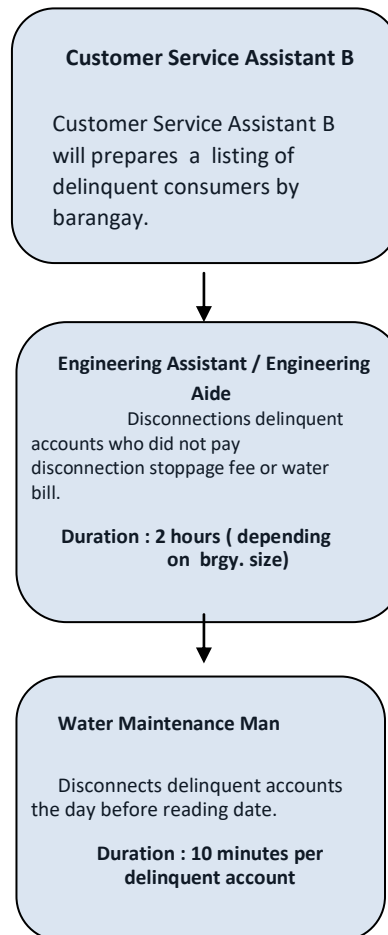 Customer Service Assistant B
Customer Service Assistant B
will prepares a listing of
delinquent consumers by
barangay.
Engineering Assistant / Engineering
Aide
Disconnections delinquent
accounts who did not pay
disconnection stoppage fee or water
bill.
Duration : 2 hours ( depending
on brgy. size)
Water Maintenance Man
Disconnects delinquent accounts
the day before reading date.
Duration : 10 minutes per
delinquent account